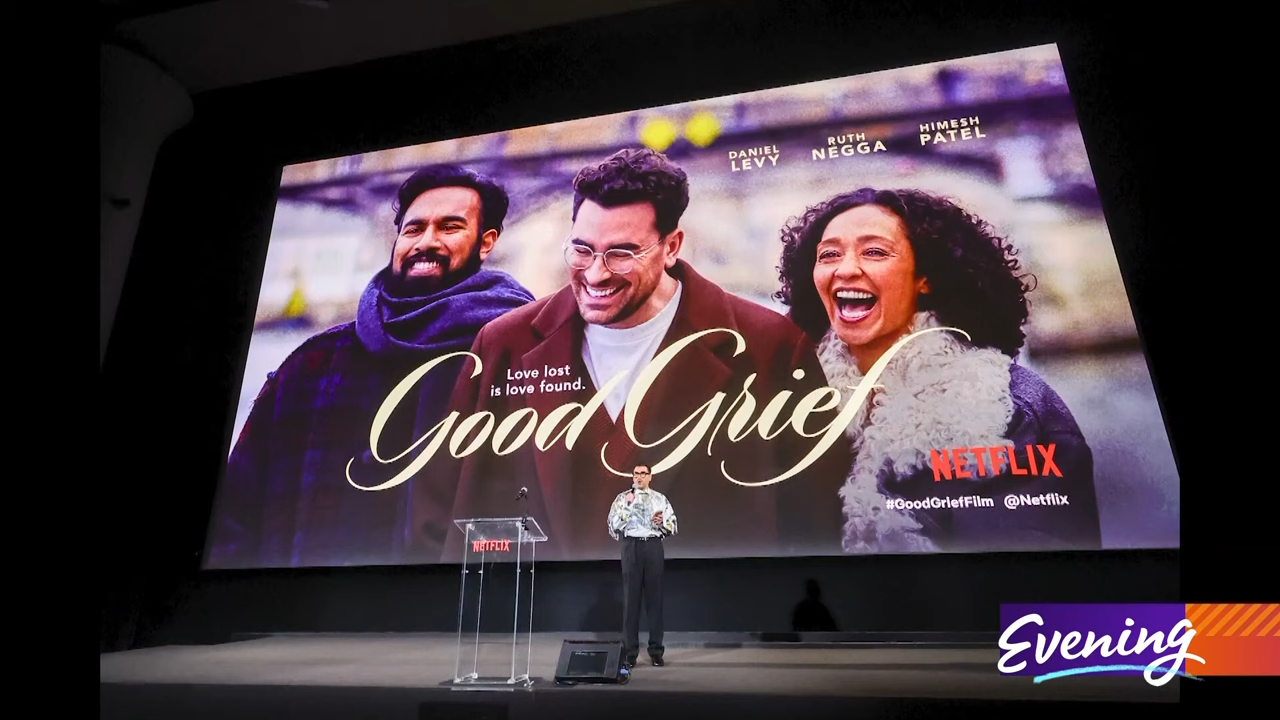 DANIEL
LEVY
RUTH
NEGGA
HIMESH
PATEL
Love lost
is love found.
Good Grief
NETFLIX
#GoodGriefFilm @Netflix
NETFLIX
Evening